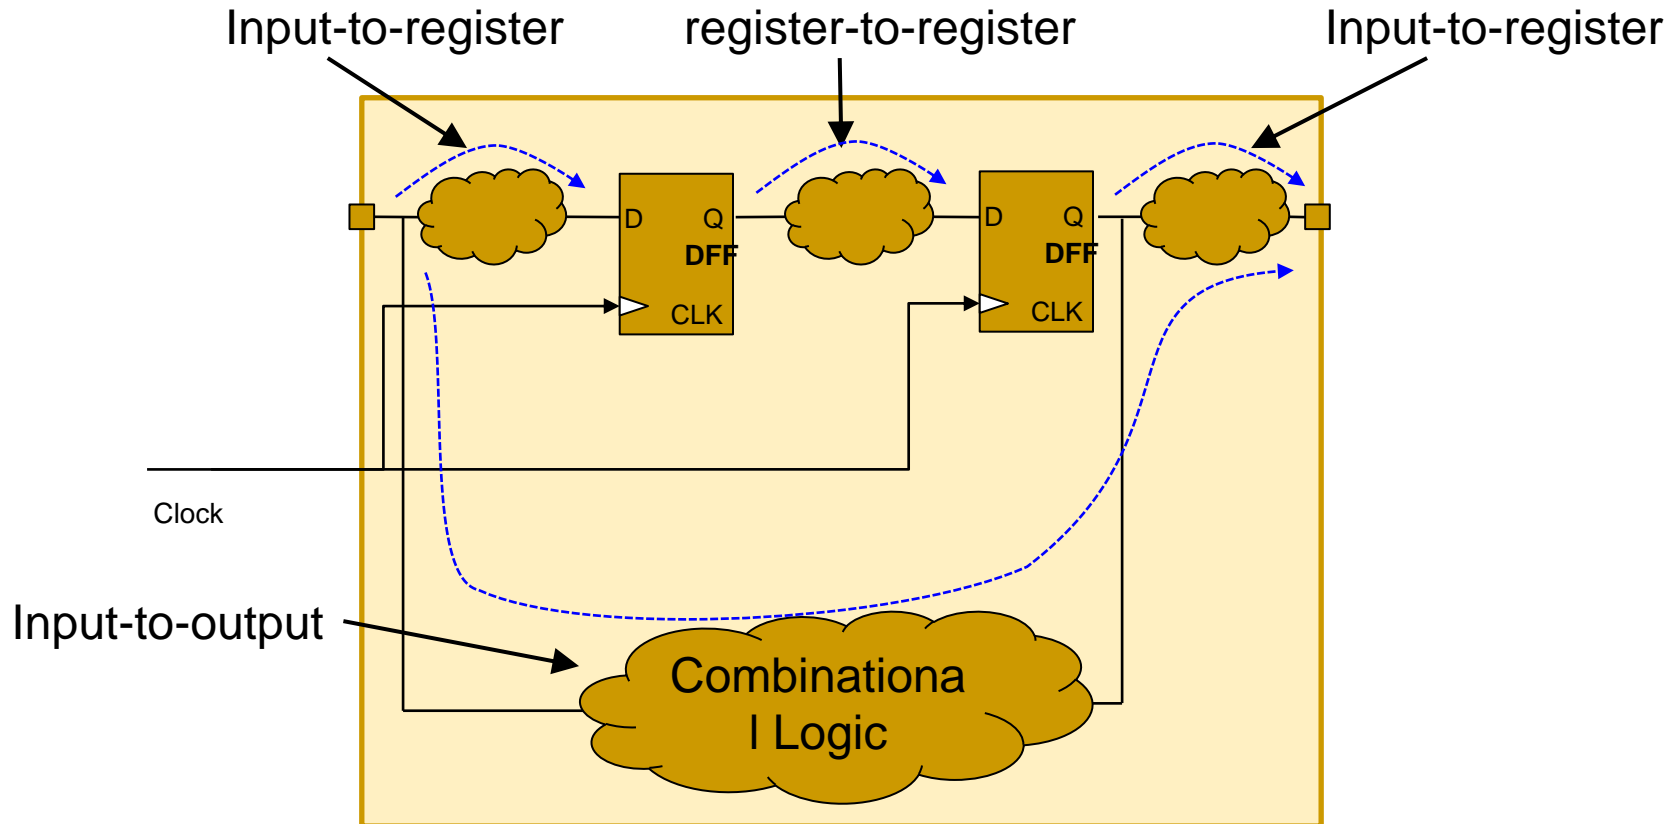 Input-to-register
register-to-register
Input-to-register
D
Q
DFF
CLK
D
Q
DFF
CLK
Clock
Input-to-output
Combinationa
l Logic